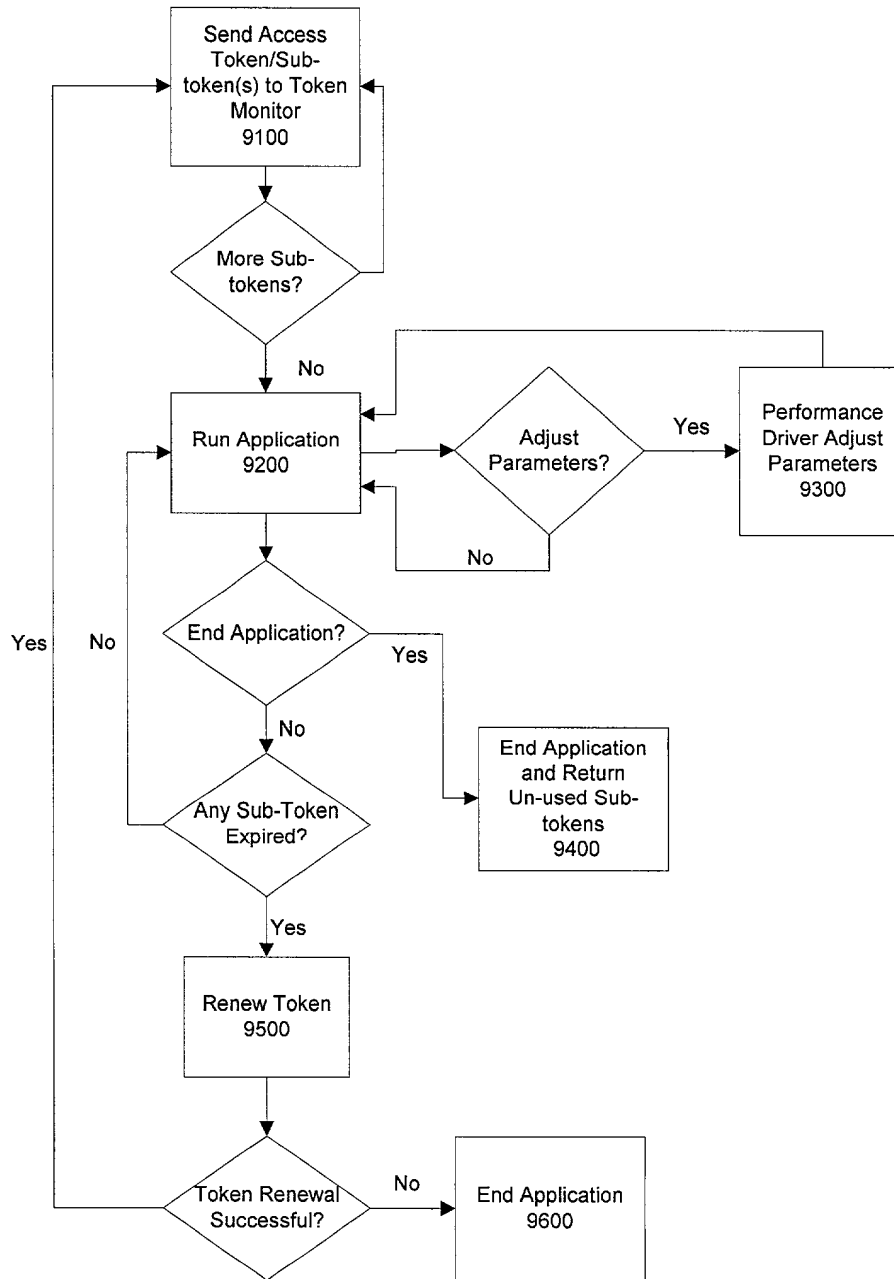 Send Access
Token/Sub-
token(s) to Token
Monitor
9100
More Sub-
tokens?
No
Run Application
9200
Adjust
Parameters?
Yes
Performance
Driver Adjust
Parameters
9300
No
End Application?
Yes
No
Yes
No
End Application
and Return
Un-used Sub-
tokens
9400
Any Sub-Token
Expired?
Yes
Renew Token
9500
Token Renewal
Successful?
No
End Application
9600